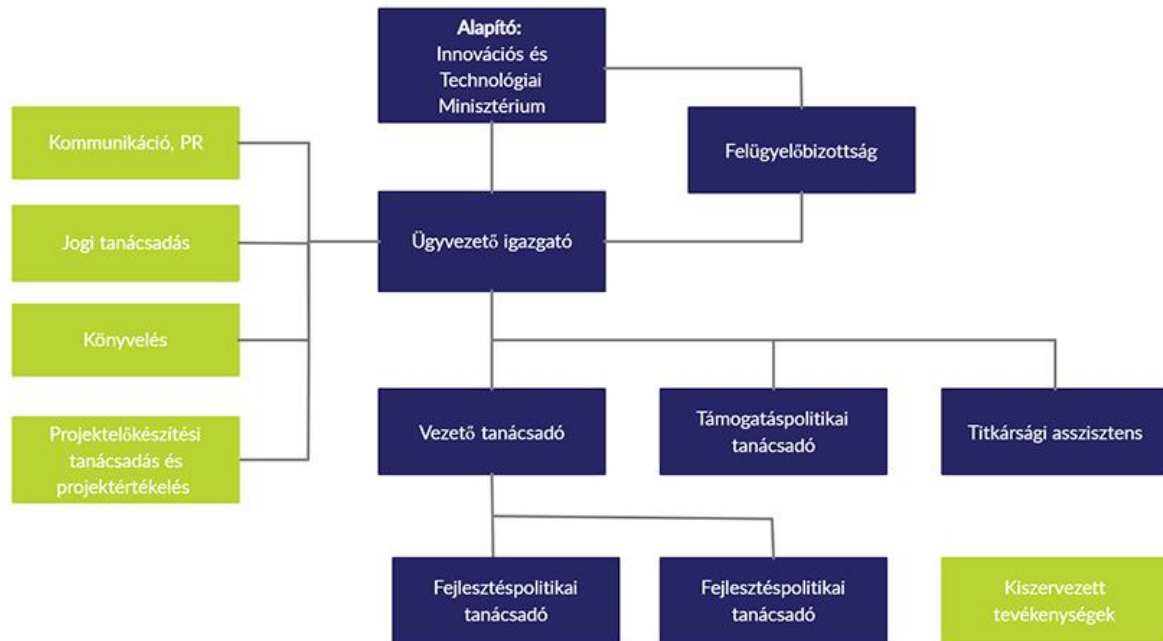 Alapító:
Innovációs és
Technológiai
Minisztérium
Kommunikáció, PR
Felügyelőbizottság
Jogi tanácsadás
Ügyvezető igazgató
Könyvelés
Vezető tanácsadó
Támogatáspolitikai
tanácsadó
Titkársági asszisztens
Projektelőkészítési
tanácsadás és
projektértékelés
Fejlesztéspolitikai
tanácsadó
Fejlesztéspolitikai
tanácsadó
Kiszervezett
tevékenységek